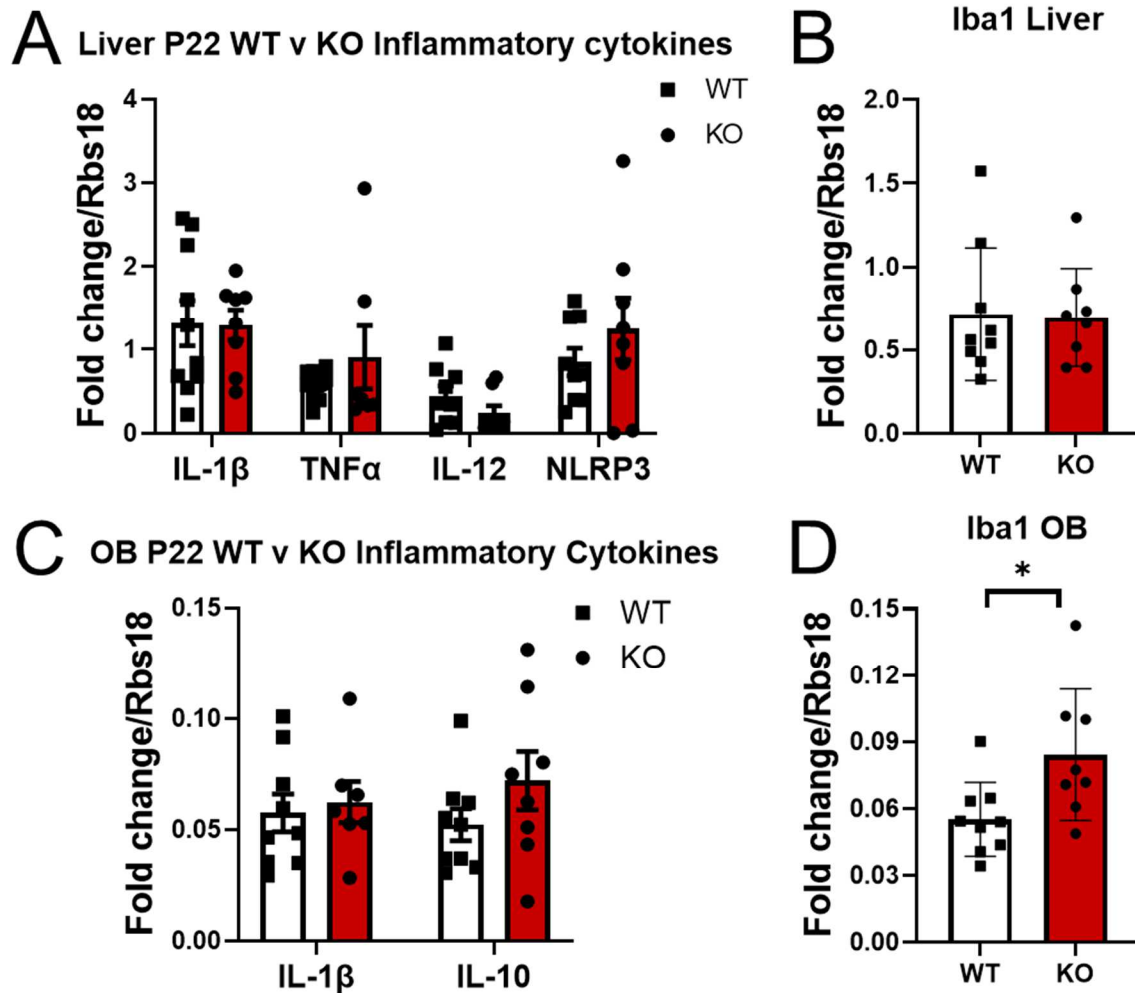 A
Liver P22 WT v KO Inflammatory cytokines
WT
KO
Fold change/Rbs18
4
3
2
1
0
IL-1β
TNFα
IL-12
NLRP3
B
Iba1 Liver
Fold change/Rbs18
2.0
1.5
1.0
0.5
0.0
WT
KO
C
OB P22 WT v KO Inflammatory Cytokines
WT
KO
Fold change/Rbs18
0.15
0.10
0.05
0.00
IL-1β
IL-10
D
Iba1 OB
*
Fold change/Rbs18
0.15
0.12
0.09
0.06
0.03
0.00
WT
KO